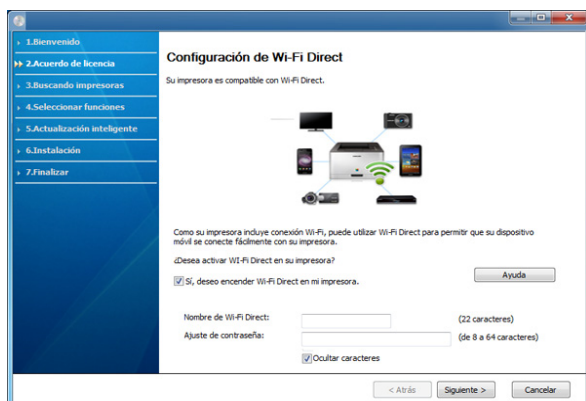 1.Bienvenido
2.Acuerdo de licencia
3.Buscando impresoras
4.Seleccionar funciones
5.Actualización inteligente
6.Instalación
7.Finalizar
Configuración de Wi-Fi Direct
Su impresora es compatible con Wi-Fi Direct.
Como su impresora incluye conexión Wi-Fi, puede utilizar Wi-Fi Direct para permitir que su dispositivo
móvil se conecte fácilmente con su impresora.
¿Desea activar WI-Fi Direct en su impresora?
Sí, deseo encender Wi-Fi Direct en mi impresora.
Ayuda
Nombre de Wi-Fi Direct: (22 caracteres)
Ajuste de contraseña: (de 8 a 64 caracteres)
Ocultar caracteres
< Atrás Siguiente > Cancelar